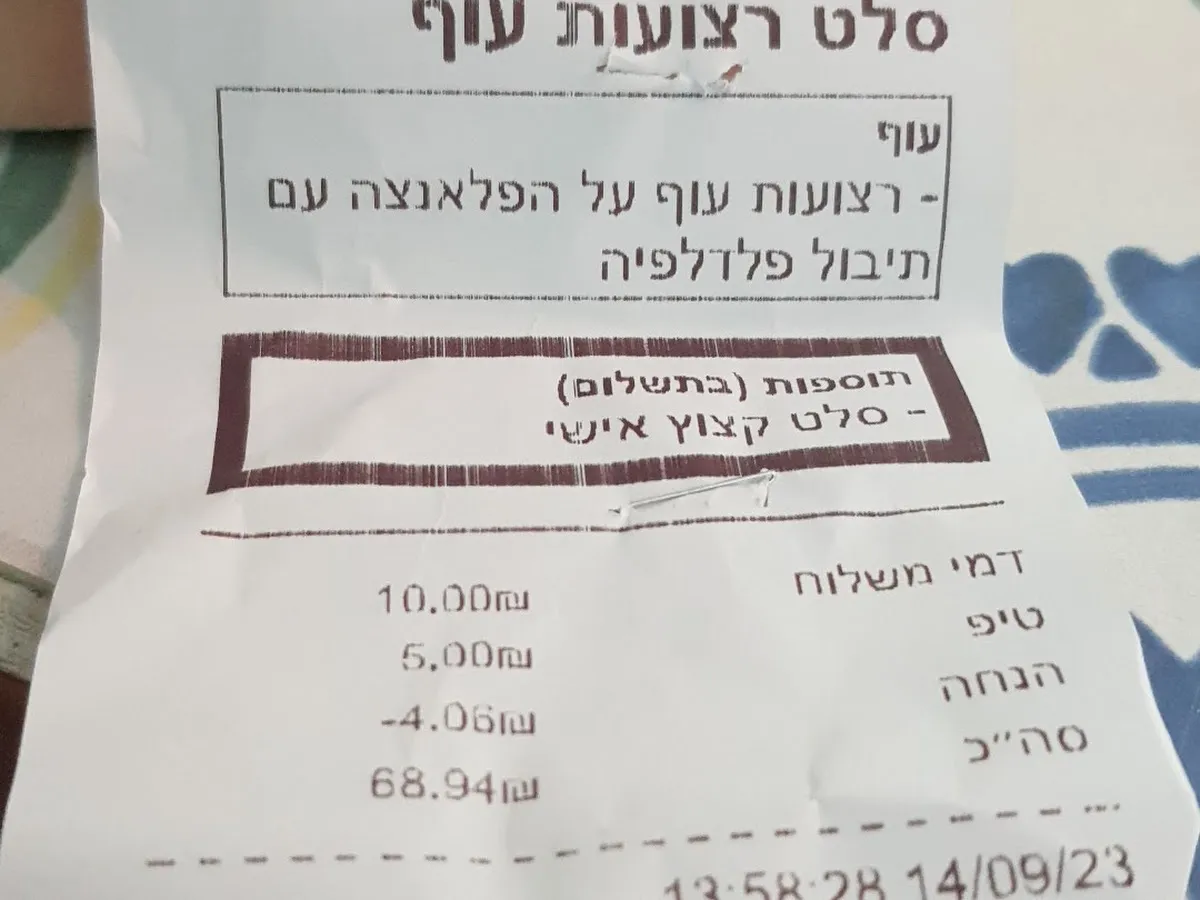 סלט רצועות עוף
עוף
- רצועות עוף על הפלאנצה עם
תיבול פלדלפיה
תוספות (בתשלום)
- סלט קצוץ אישי
דמי משלוח 10.00₪
טיפ 5.00₪
הנחה -4.06₪
סה"כ 68.94₪
13:58:28 14/09/23